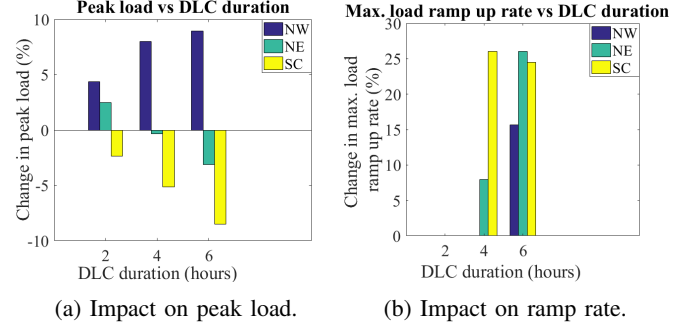 Peak load vs DLC duration
Change in peak load (%)
10
5
0
-5
-10
2
4
6
DLC duration (hours)
NW
NE
SC
(a) Impact on peak load.
Max. load ramp up rate vs DLC duration
Change in max. load
ramp up rate (%)
30
25
20
15
10
5
0
2
4
6
DLC duration (hours)
NW
NE
SC
(b) Impact on ramp rate.